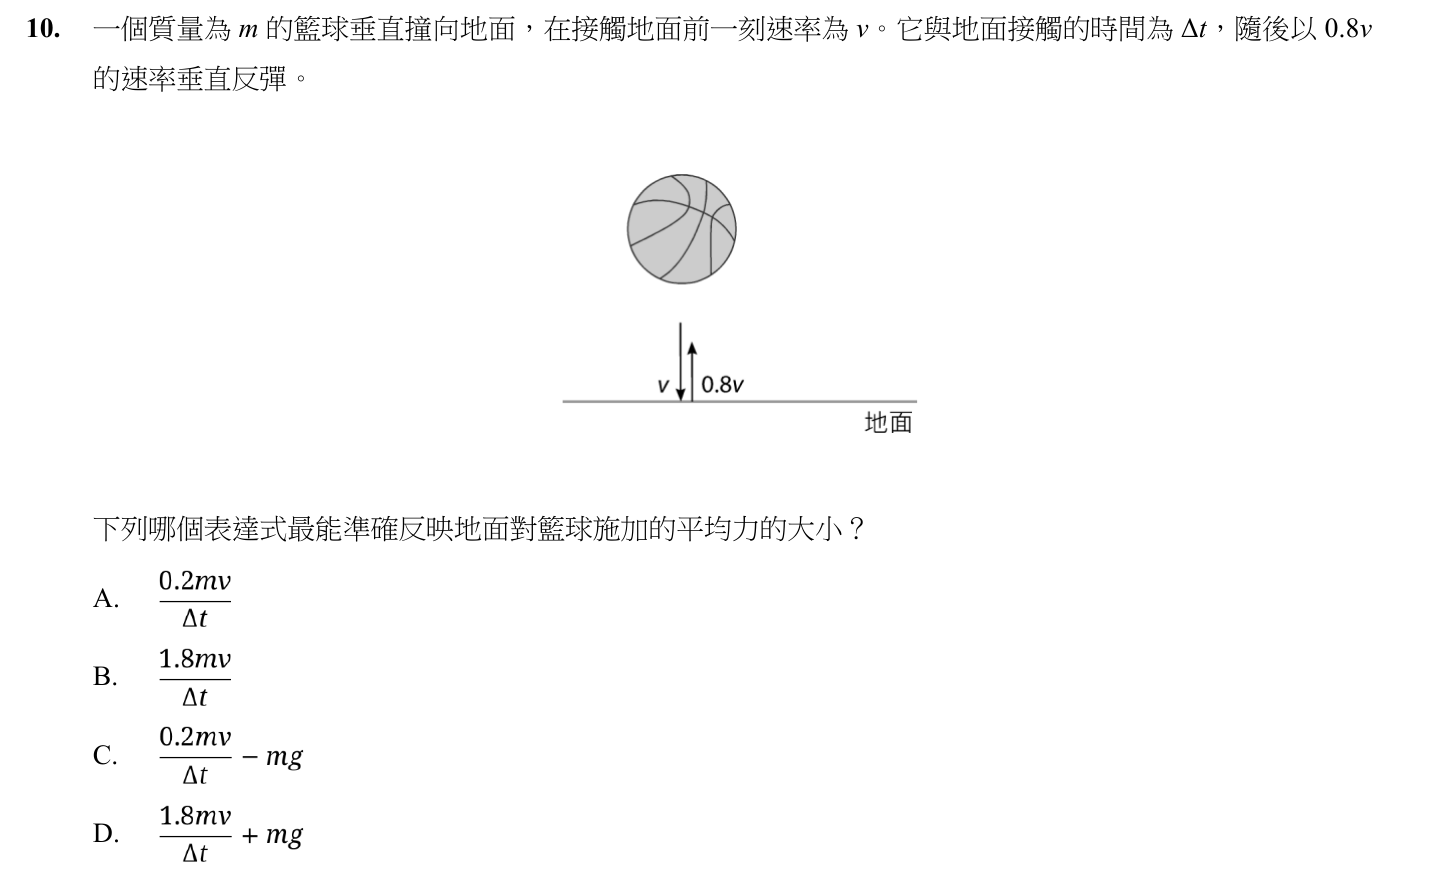 10. 一個質量為 m 的籃球垂直撞向地面，在接觸地面前一刻速率為 v。它與地面接觸的時間為 Δt，隨後以 0.8v
的速率垂直反彈。
v 0.8v
地面
下列哪個表達式最能準確反映地面對籃球施加的平均力的大小？
A. 0.2mv/Δt
B. 1.8mv/Δt
C. 0.2mv/Δt − mg
D. 1.8mv/Δt + mg